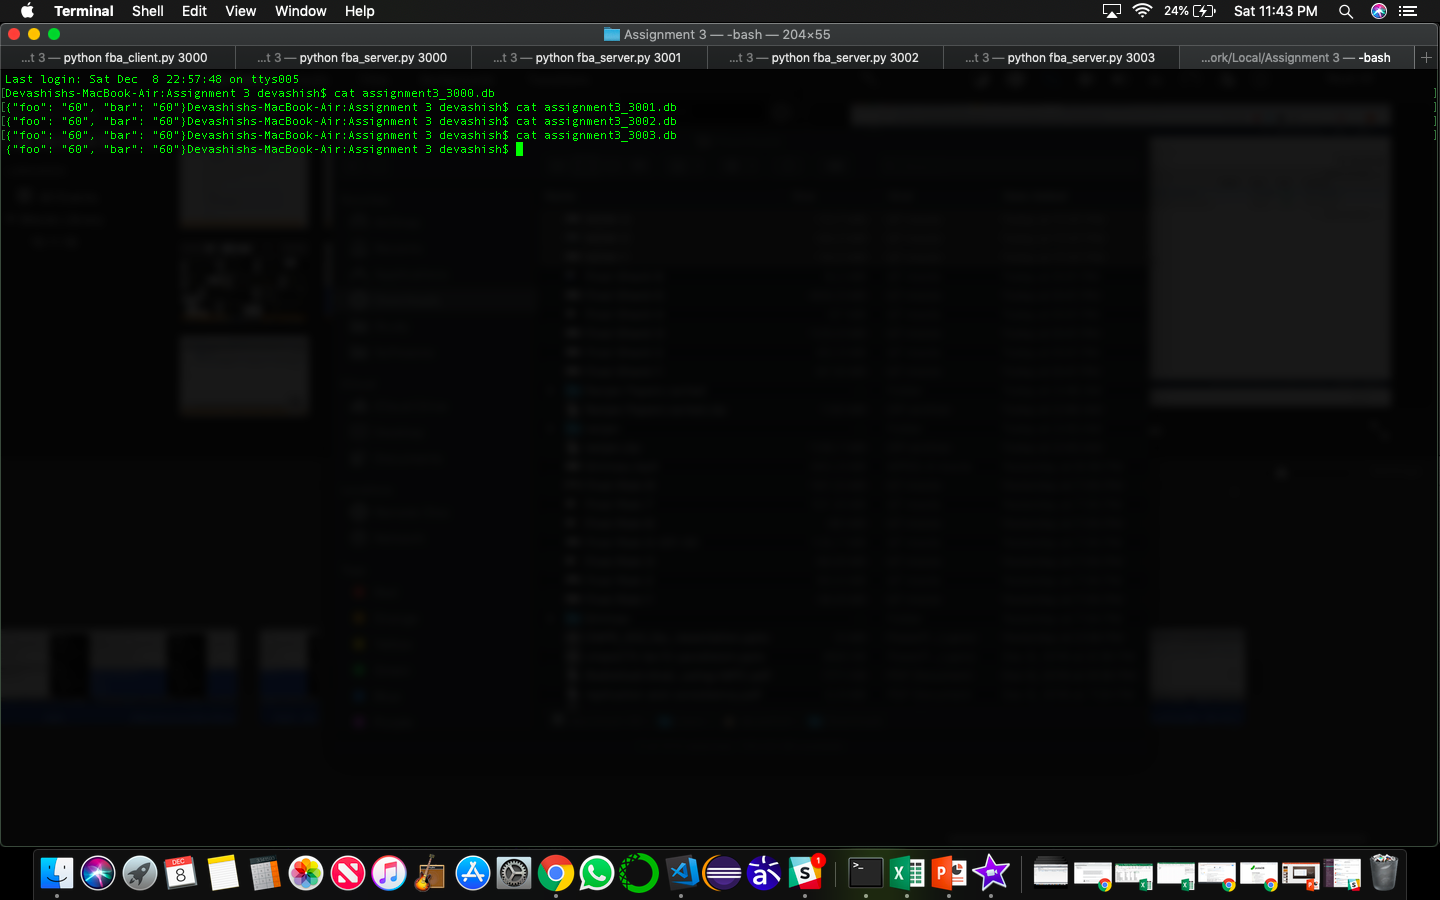 Terminal Shell Edit View Window Help 24% Sat 11:43 PM
Assignment 3 — -bash — 204×55
...t 3 — python fba_client.py 3000 ...t 3 — python fba_server.py 3000 ...t 3 — python fba_server.py 3001 ...t 3 — python fba_server.py 3002 ...t 3 — python fba_server.py 3003 ...ork/Local/Assignment 3 — -bash
Last login: Sat Dec  8 22:57:48 on ttys005
[Devashishs-MacBook-Air:Assignment 3 devashish$ cat assignment3_3000.db ]
[{"foo": "60", "bar": "60"}Devashishs-MacBook-Air:Assignment 3 devashish$ cat assignment3_3001.db ]
[{"foo": "60", "bar": "60"}Devashishs-MacBook-Air:Assignment 3 devashish$ cat assignment3_3002.db ]
[{"foo": "60", "bar": "60"}Devashishs-MacBook-Air:Assignment 3 devashish$ cat assignment3_3003.db ]
{"foo": "60", "bar": "60"}Devashishs-MacBook-Air:Assignment 3 devashish$
DEC
8
1